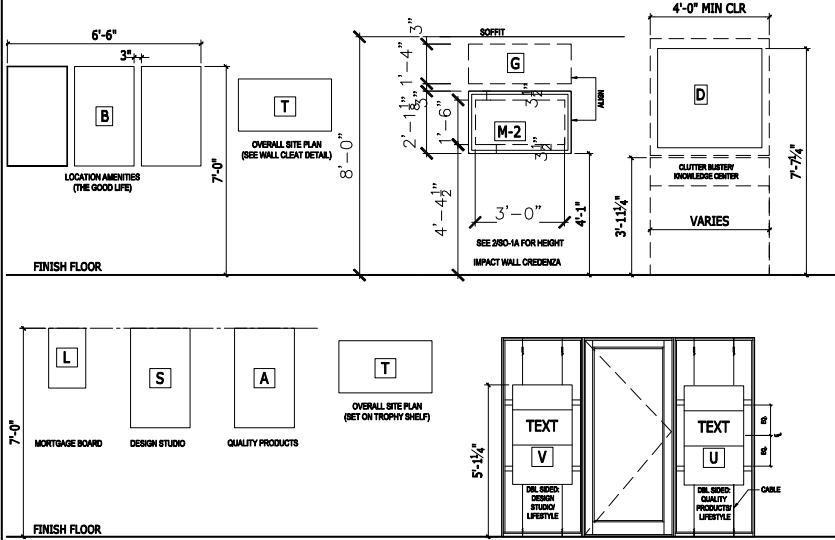 6'-6"
3"
B
LOCATION AMENITIES
(THE GOOD LIFE)
7'-0"
T
OVERALL SITE PLAN
(SEE WALL CLEAT DETAIL)
8'-0"
SOFFIT
3"
1'-4"
G
ALIGN
M-2
1'-6"
3'-0"
4'-1"
SEE 2/SO-1A FOR HEIGHT
IMPACT WALL CREDENZA
4'-4½"
4'-0" MIN CLR
D
CLUTTER BUSTER/
KNOWLEDGE CENTER
3'-11¼"
VARIES
7'-7¼"
FINISH FLOOR
7'-0"
L
MORTGAGE BOARD
S
DESIGN STUDIO
A
QUALITY PRODUCTS
T
OVERALL SITE PLAN
(SET ON TROPHY SHELF)
5'-1¼"
TEXT
V
DBL SIDED:
DESIGN
STUDIO/
LIFESTYLE
TEXT
U
DBL SIDED:
QUALITY
PRODUCTS/
LIFESTYLE
EQ.
EQ.
CABLE
FINISH FLOOR